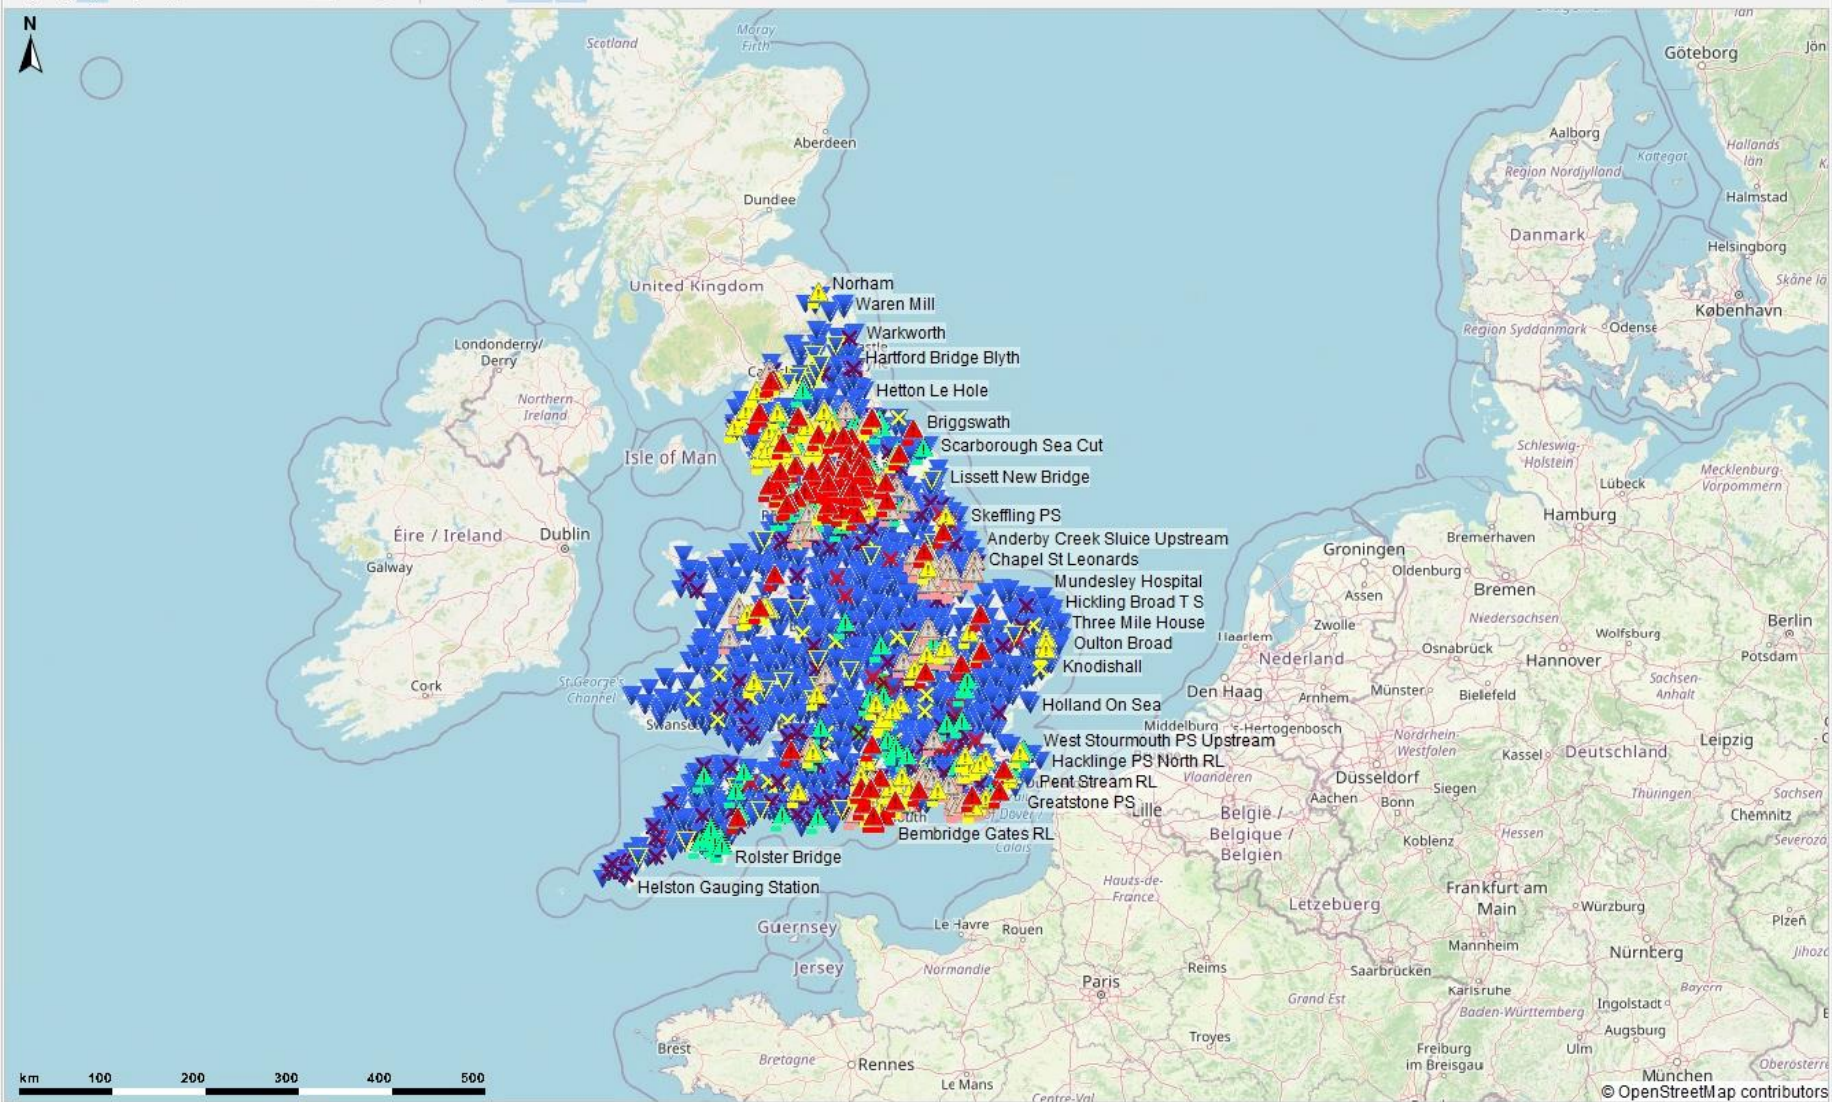 N
Moray
Firth
Scotland
Göteborg
Jön
Aberdeen
Aalborg
Kattegat
Hallands
län
Region Nordjylland
Halmstad
Dundee
Danmark
Helsingborg
United Kingdom
Norham
Skåne lä
Waren Mill
København
Region Syddanmark
Odense
Warkworth
Londonderry/
Derry
Hartford Bridge Blyth
Hetton Le Hole
Northern
Ireland
Briggswath
Scarborough Sea Cut
Schleswig-
Holstein
Isle of Man
Mecklenburg-
Vorpommern
Lissett New Bridge
Lübeck
Skeffling PS
Hamburg
Éire / Ireland
Dublin
Anderby Creek Sluice Upstream
Bremerhaven
Groningen
Chapel St Leonards
Galway
Oldenburg
Mundesley Hospital
Assen
Bremen
Hickling Broad T S
Niedersachsen
Three Mile House
Zwolle
Berlin
Haarlem
Wolfsburg
Oulton Broad
Osnabrück
Nederland
Hannover
Potsdam
Knodishall
St George's
Channel
Cork
Den Haag
Arnhem
Münster
Bielefeld
Sachsen-
Anhalt
Holland On Sea
Swansea
Middelburg
's-Hertogenbosch
West Stourmouth PS Upstream
Nordrhein-
Westfalen
Kassel
Deutschland
Leipzig
Hacklinge PS North RL
Vlaanderen
Düsseldorf
Pent Stream RL
Siegen
Thüringen
Sachsen
Greatstone PS
Lille
Aachen
Bonn
België /
Belgique /
Belgien
Chemnitz
Bembridge Gates RL
Calais
Koblenz
Hessen
Rolster Bridge
Helston Gauging Station
Hauts-de-
France
Frankfurt am
Main
Lëtzebuerg
Würzburg
Plzeň
Guernsey
Le Havre
Rouen
Mannheim
Nürnberg
Jersey
Normandie
Reims
Saarbrücken
Paris
Karlsruhe
Bayern
Grand Est
Ingolstadt
Baden-Württemberg
Augsburg
Troyes
Brest
Bretagne
Rennes
Freiburg
im Breisgau
Ulm
Oberösterre
km 100 200 300 400 500
Le Mans
München
Centre-Val
© OpenStreetMap contributors